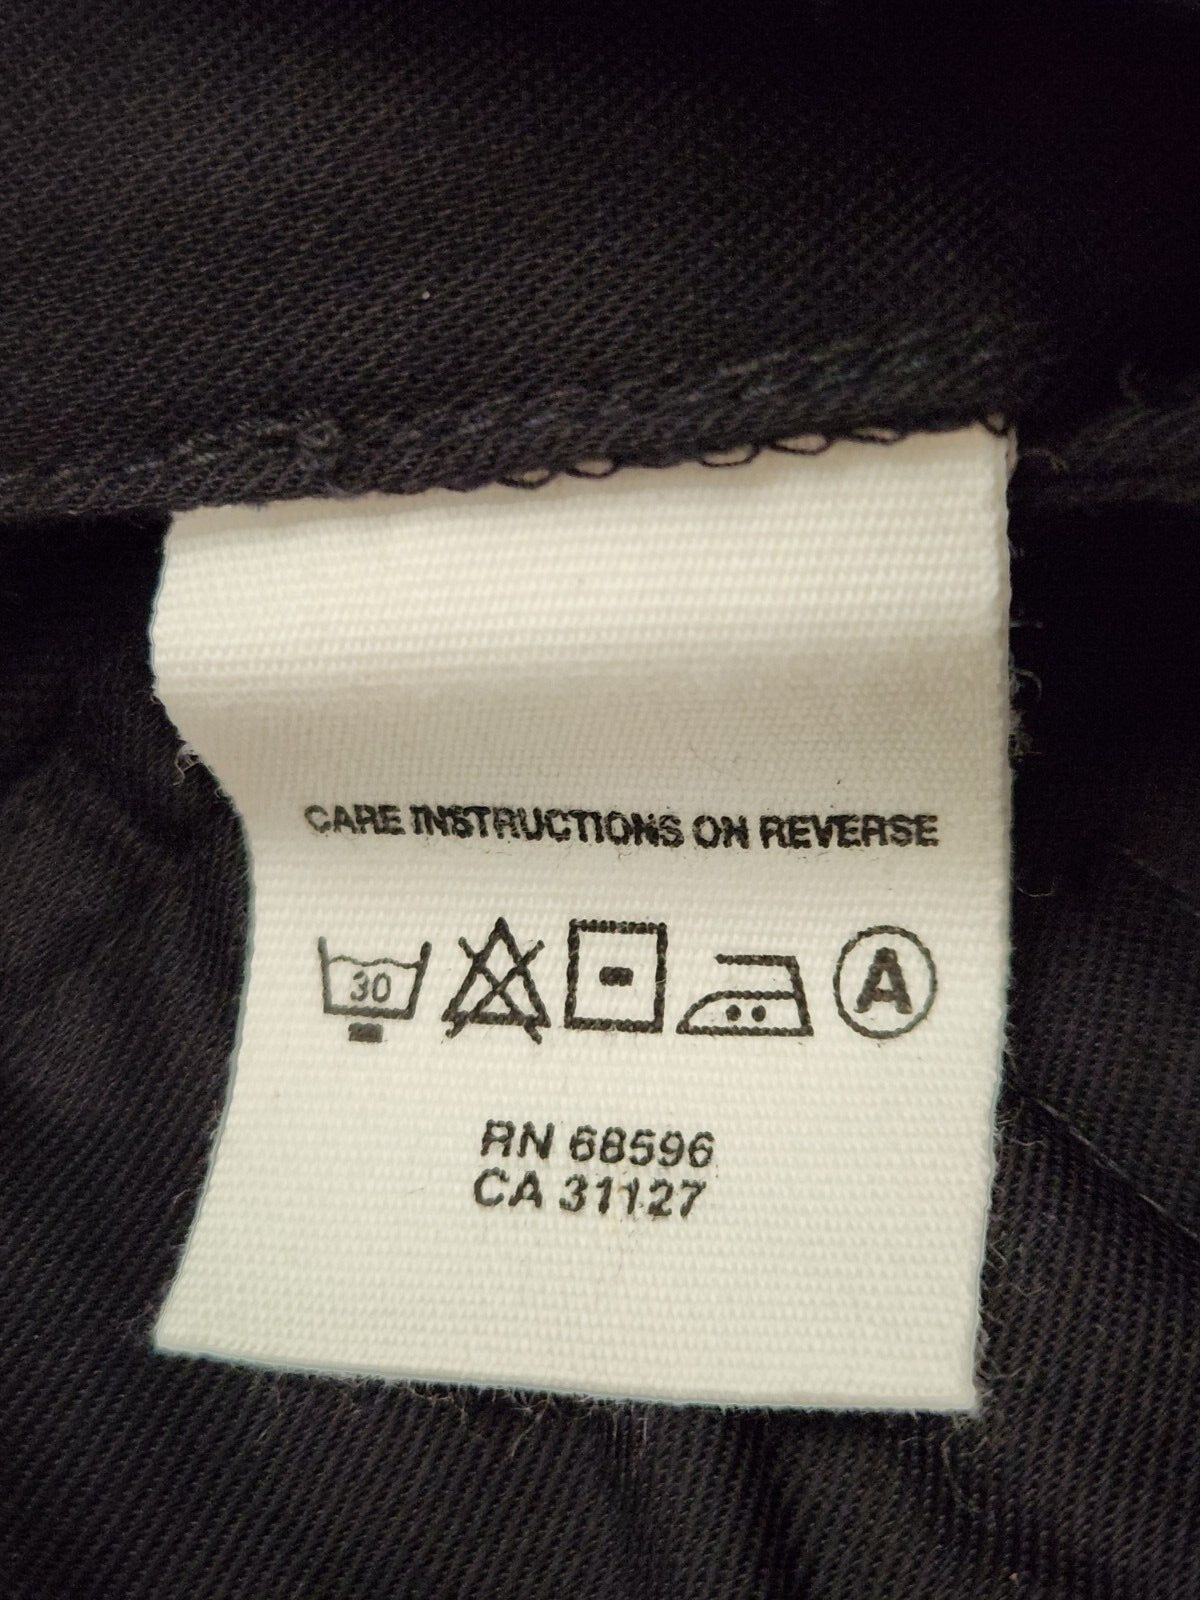 CARE INSTRUCTIONS ON REVERSE
30
A
RN 68596
CA 31127